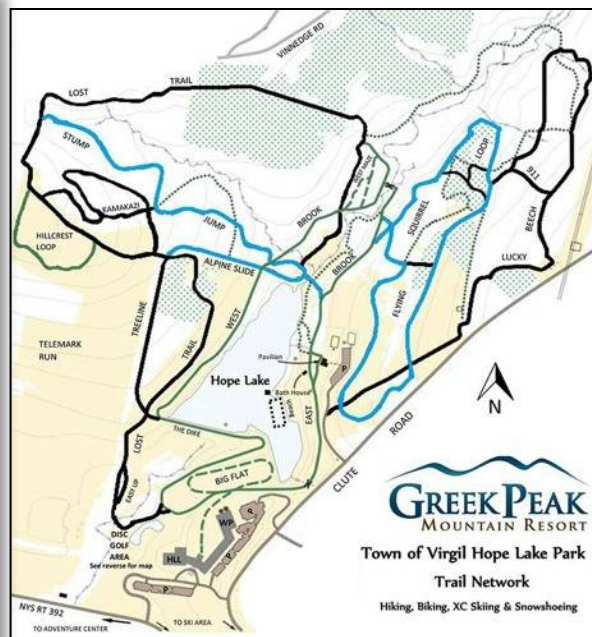 VINNEDGE RD
LOST
TRAIL
STUMP
LOOP
KAMAKAZI
BROOK
SQUIRREL
911
JUMP
BEECH
HILLCREST
LOOP
BROOK
ALPINE SLIDE
LUCKY
WEST
FLYING
TREELINE
TELEMARK
RUN
TRAIL
Pavilion
P
Hope Lake
Bath House
Beach
EAST
N
LOST
THE DIKE
ROAD
CLUTE
EASY UP
BIG FLAT
GREEK PEAK
MOUNTAIN RESORT
DISC
GOLF
AREA
See reverse for map
WP
P
HLL
P
P
P
Town of Virgil Hope Lake Park
Trail Network
Hiking, Biking, XC Skiing & Snowshoeing
NYS RT 392
TO SKI AREA
TO ADVENTURE CENTER